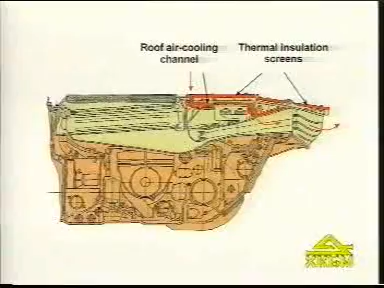 Roof air-cooling
channel
Thermal insulation
screens